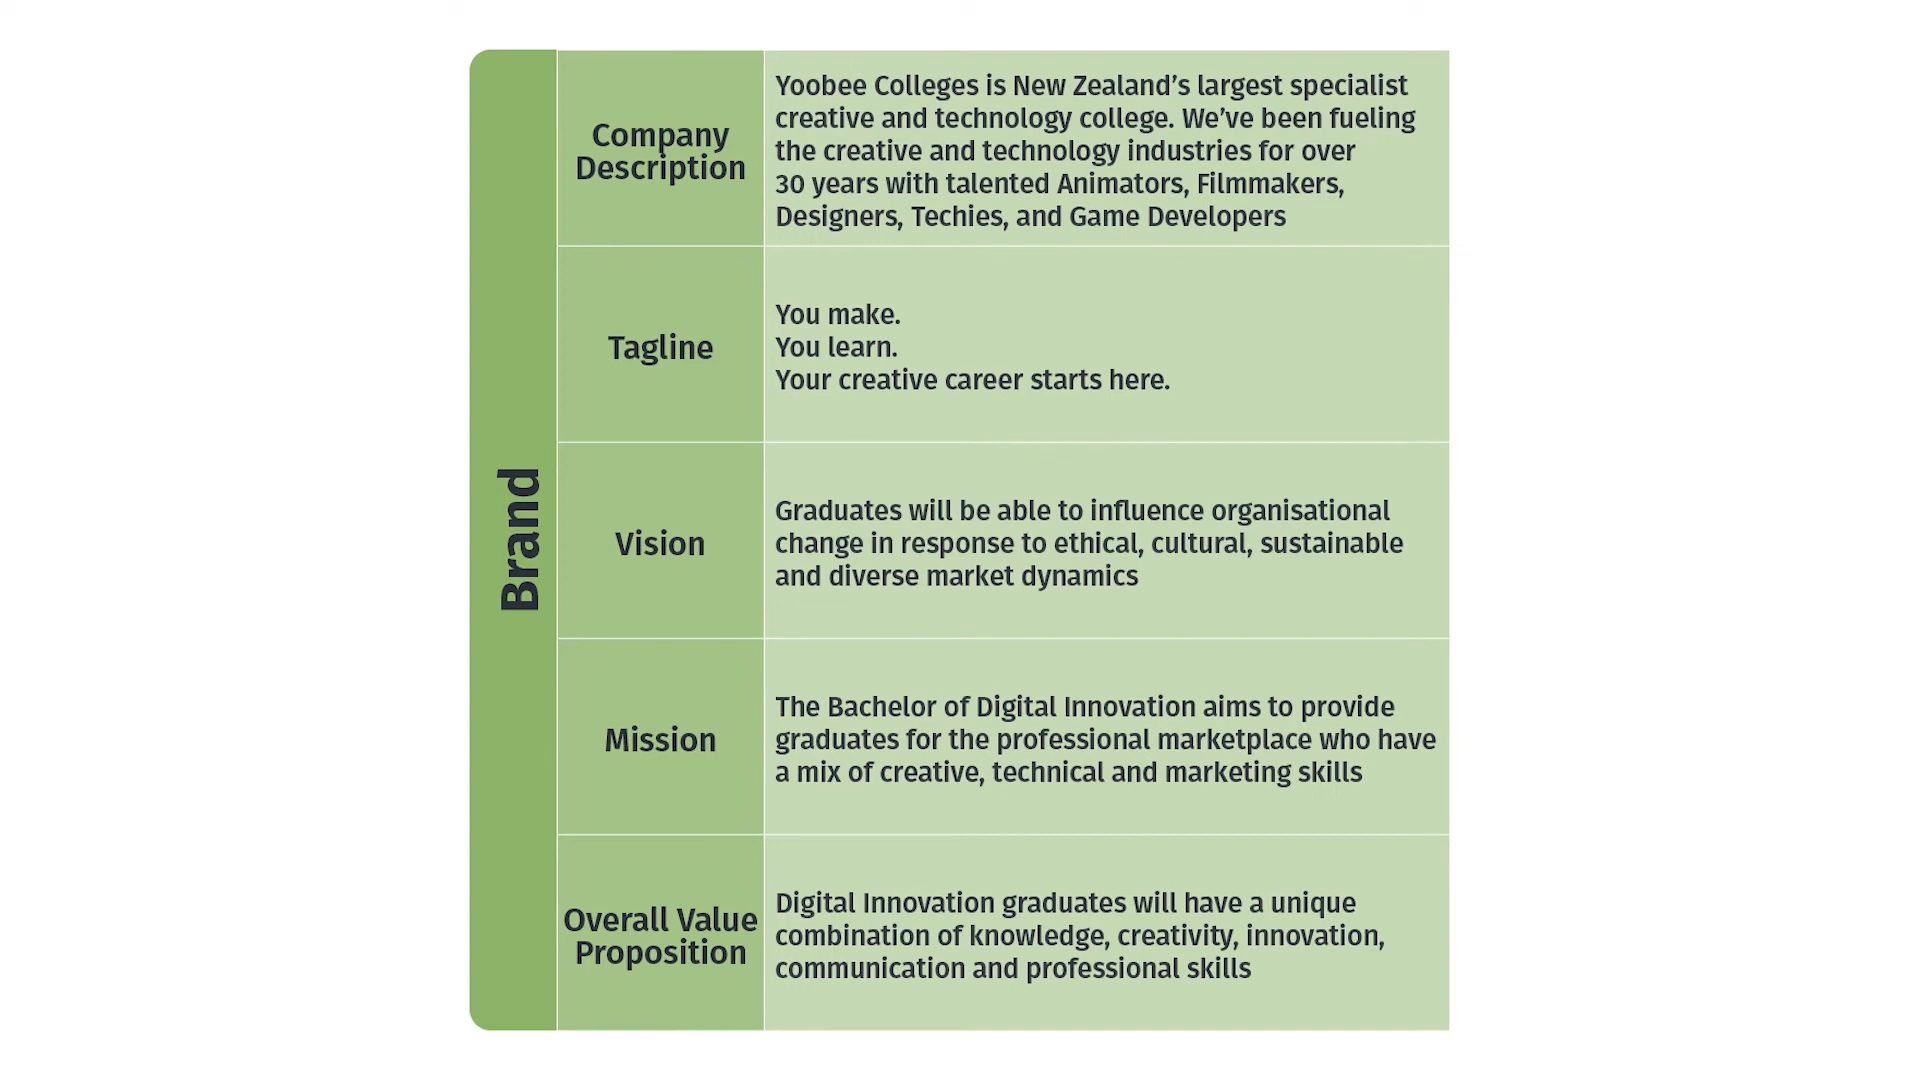 Brand
Company
Description
Yoobee Colleges is New Zealand’s largest specialist
creative and technology college. We’ve been fueling
the creative and technology industries for over
30 years with talented Animators, Filmmakers,
Designers, Techies, and Game Developers
Tagline
You make.
You learn.
Your creative career starts here.
Vision
Graduates will be able to influence organisational
change in response to ethical, cultural, sustainable
and diverse market dynamics
Mission
The Bachelor of Digital Innovation aims to provide
graduates for the professional marketplace who have
a mix of creative, technical and marketing skills
Overall Value
Proposition
Digital Innovation graduates will have a unique
combination of knowledge, creativity, innovation,
communication and professional skills